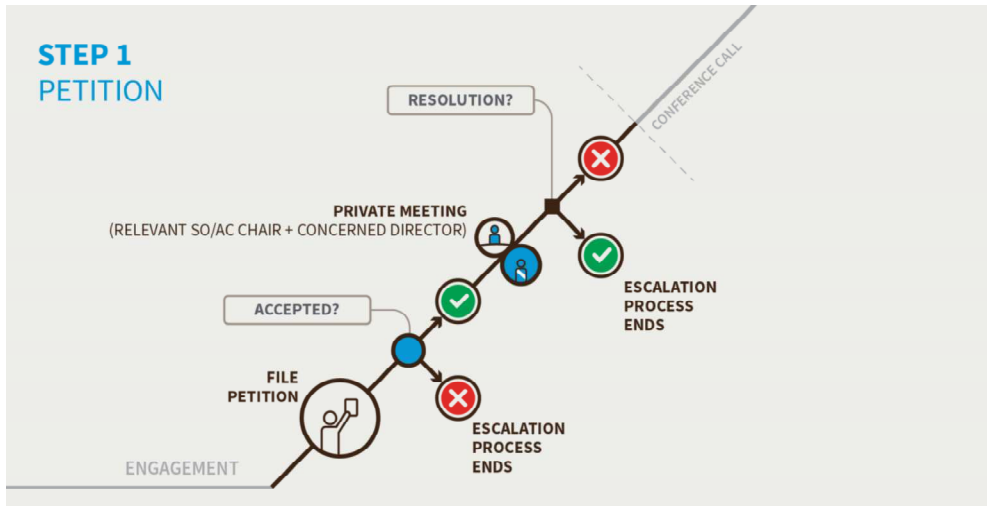 STEP 1
PETITION
RESOLUTION?
CONFERENCE CALL
PRIVATE MEETING
(RELEVANT SO/AC CHAIR + CONCERNED DIRECTOR)
ESCALATION
PROCESS
ENDS
ACCEPTED?
FILE
PETITION
ESCALATION
PROCESS
ENDS
ENGAGEMENT